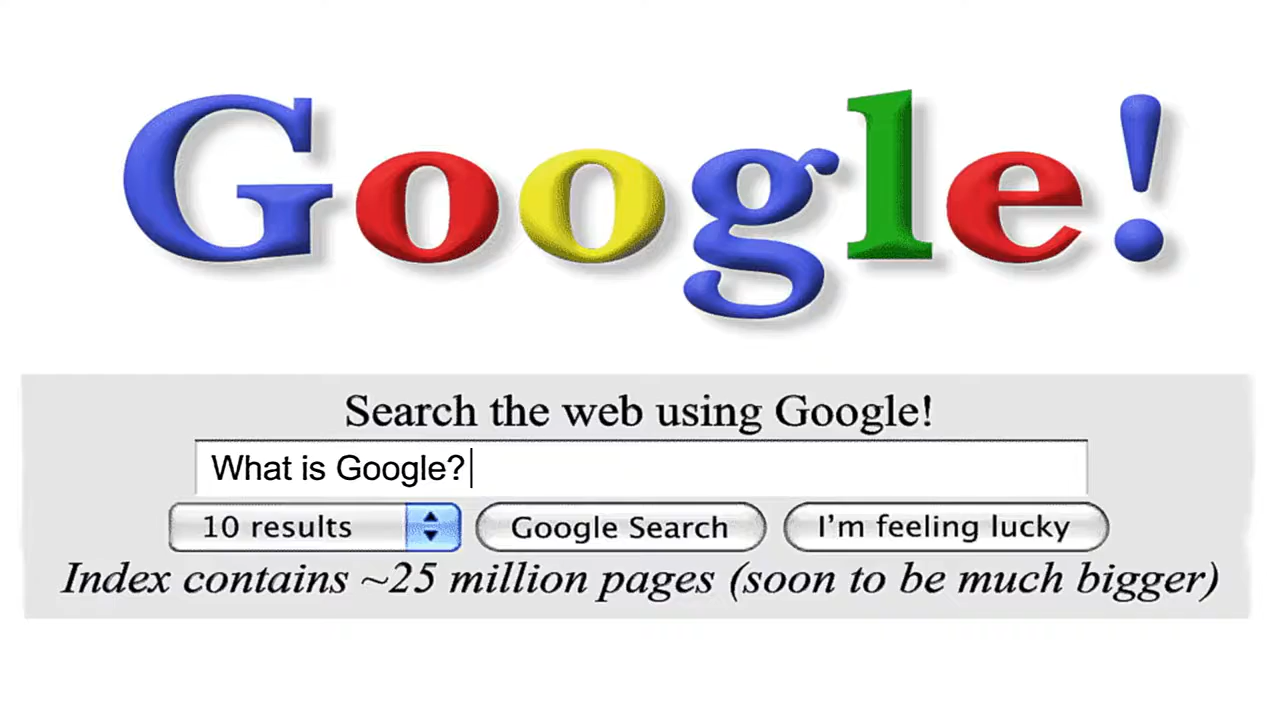 Google!
Search the web using Google!
What is Google?
10 results Google Search I'm feeling lucky
Index contains ~25 million pages (soon to be much bigger)